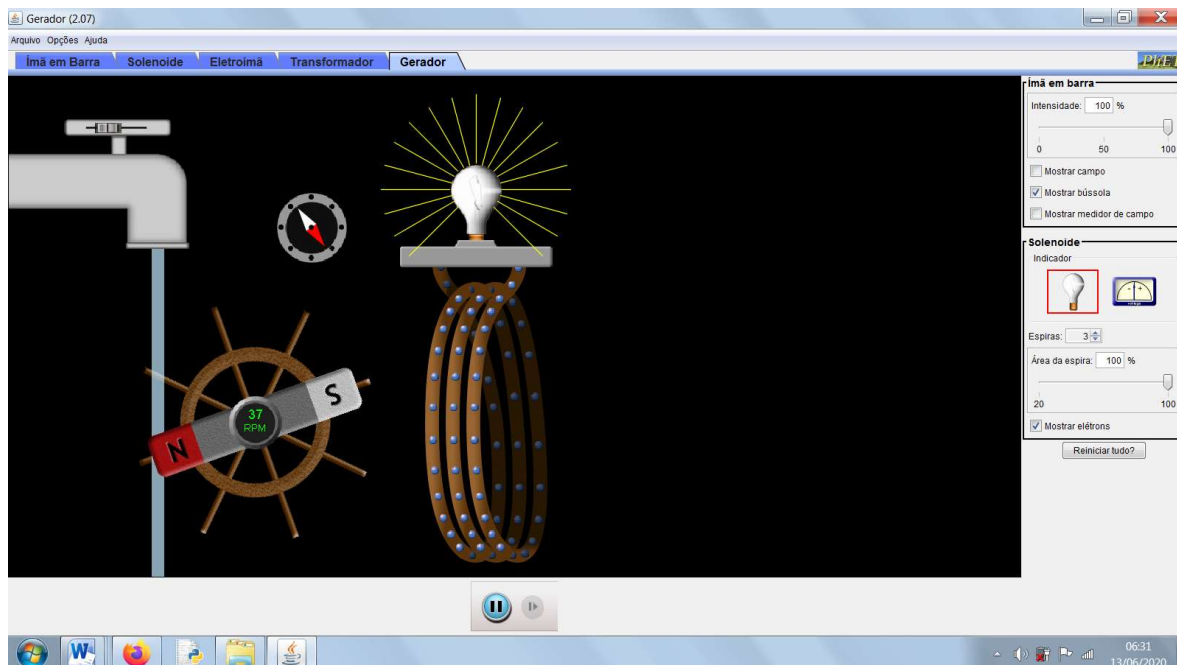 Gerador (2.07)
Arquivo Opções Ajuda
Ímã em Barra Solenoide Eletroimã Transformador Gerador
PhET
Ímã em barra
Intensidade: 100 %
0 50 100
Mostrar campo
Mostrar bússola
Mostrar medidor de campo
Solenoide
Indicador
Espiras: 3
Área da espira: 100 %
20 100
Mostrar elétrons
Reiniciar tudo?
S
37
RPM
N
06:31
13/06/2020